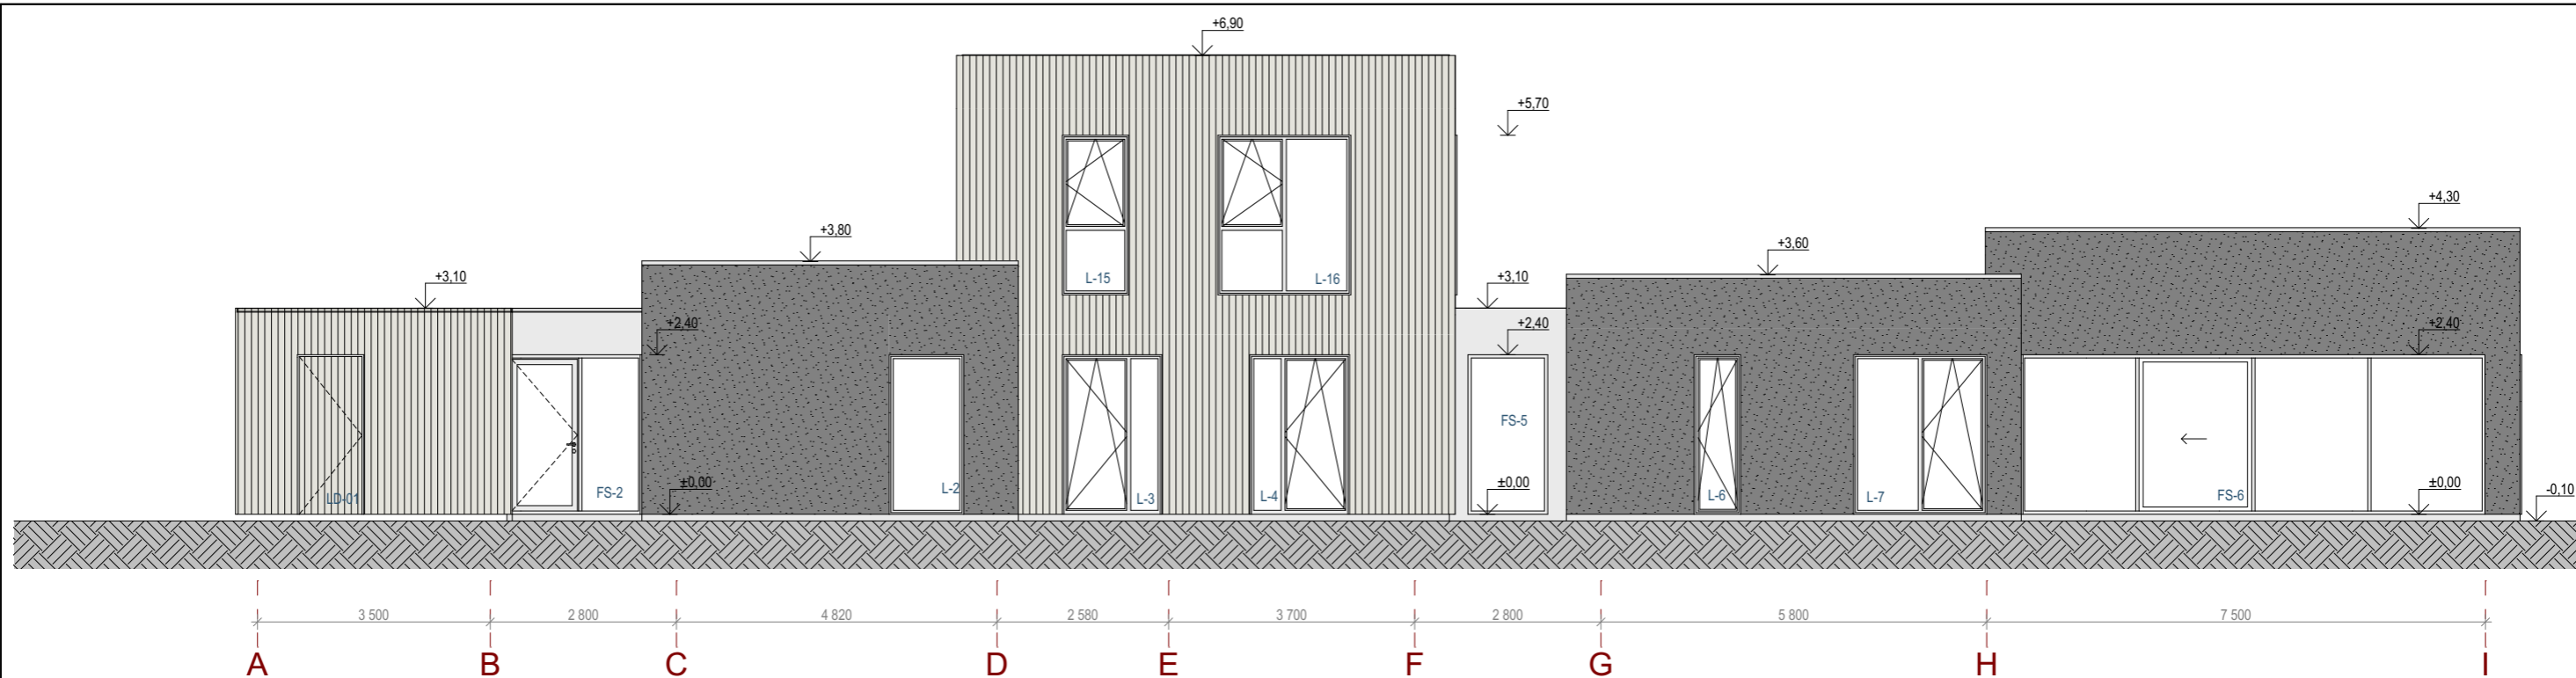 +6,90
+5,70
+4,30
+3,80
+3,60
+3,10
L-15
L-16
+3,10
+2,40
+2,40
+2,40
FS-5
LD-01
FS-2
±0,00
L-2
L-3
L-4
±0,00
L-6
L-7
FS-6
±0,00
-0,10
3 500
2 800
4 820
2 580
3 700
2 800
5 800
7 500
A
B
C
D
E
F
G
H
I